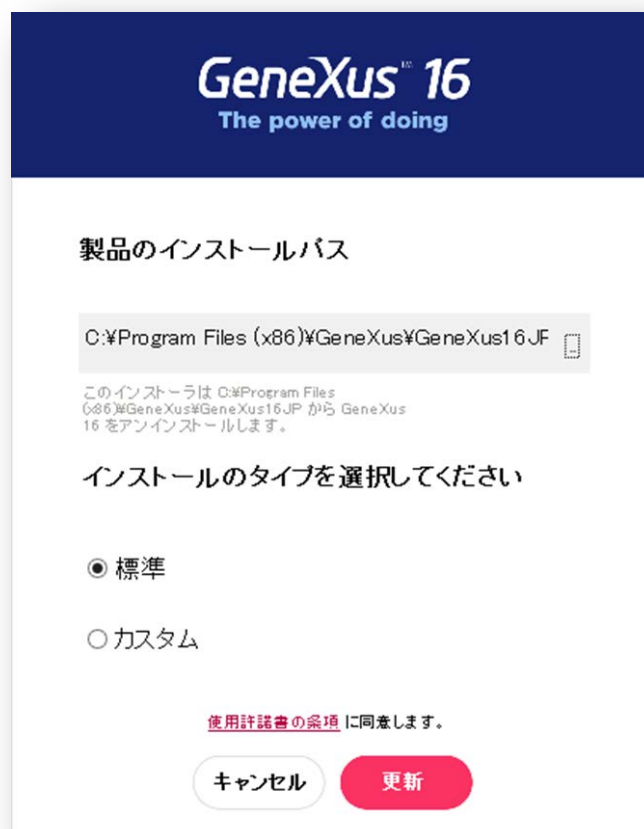 GeneXus™ 16
The power of doing
製品のインストールパス
C:¥Program Files (x86)¥GeneXus¥GeneXus16JP
...
このインストーラは C:¥Program Files
(x86)¥GeneXus¥GeneXus16JP から GeneXus
16 をアンインストールします。
インストールのタイプを選択してください
標準
カスタム
使用許諾書の条項 に同意します。
キャンセル
更新